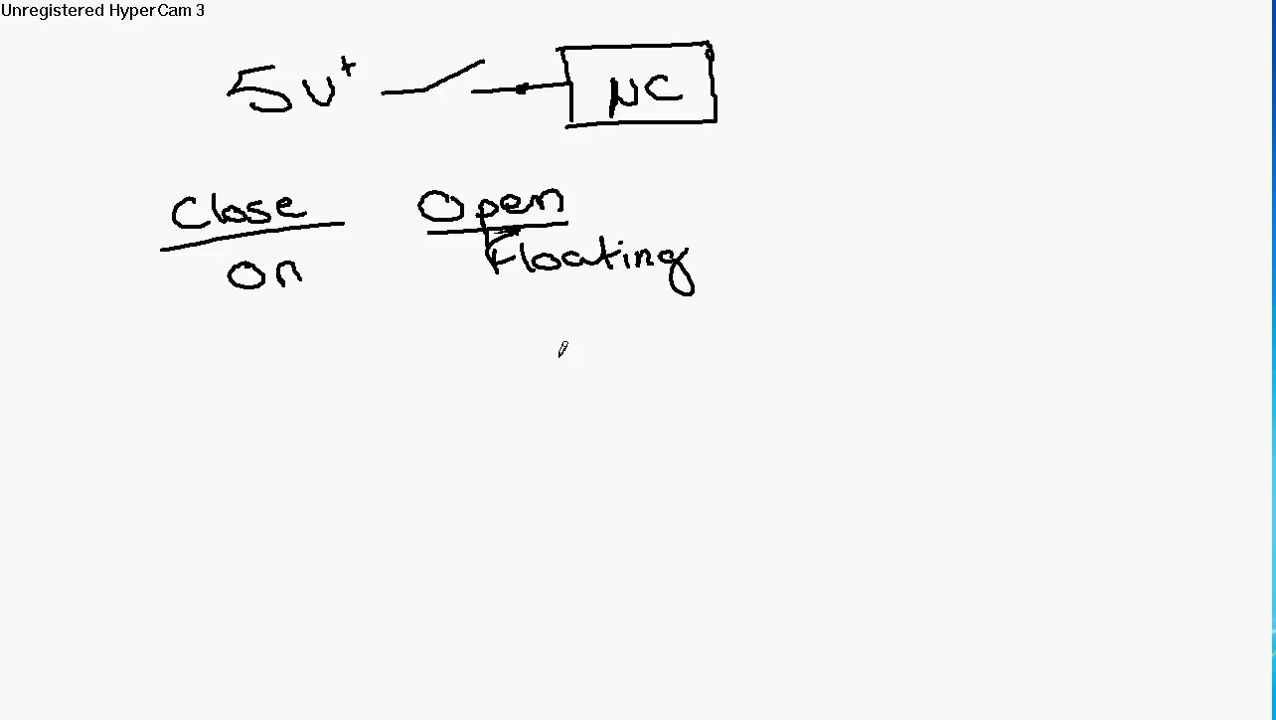 Unregistered HyperCam 3
5V+ µC
Close Open
On Floating